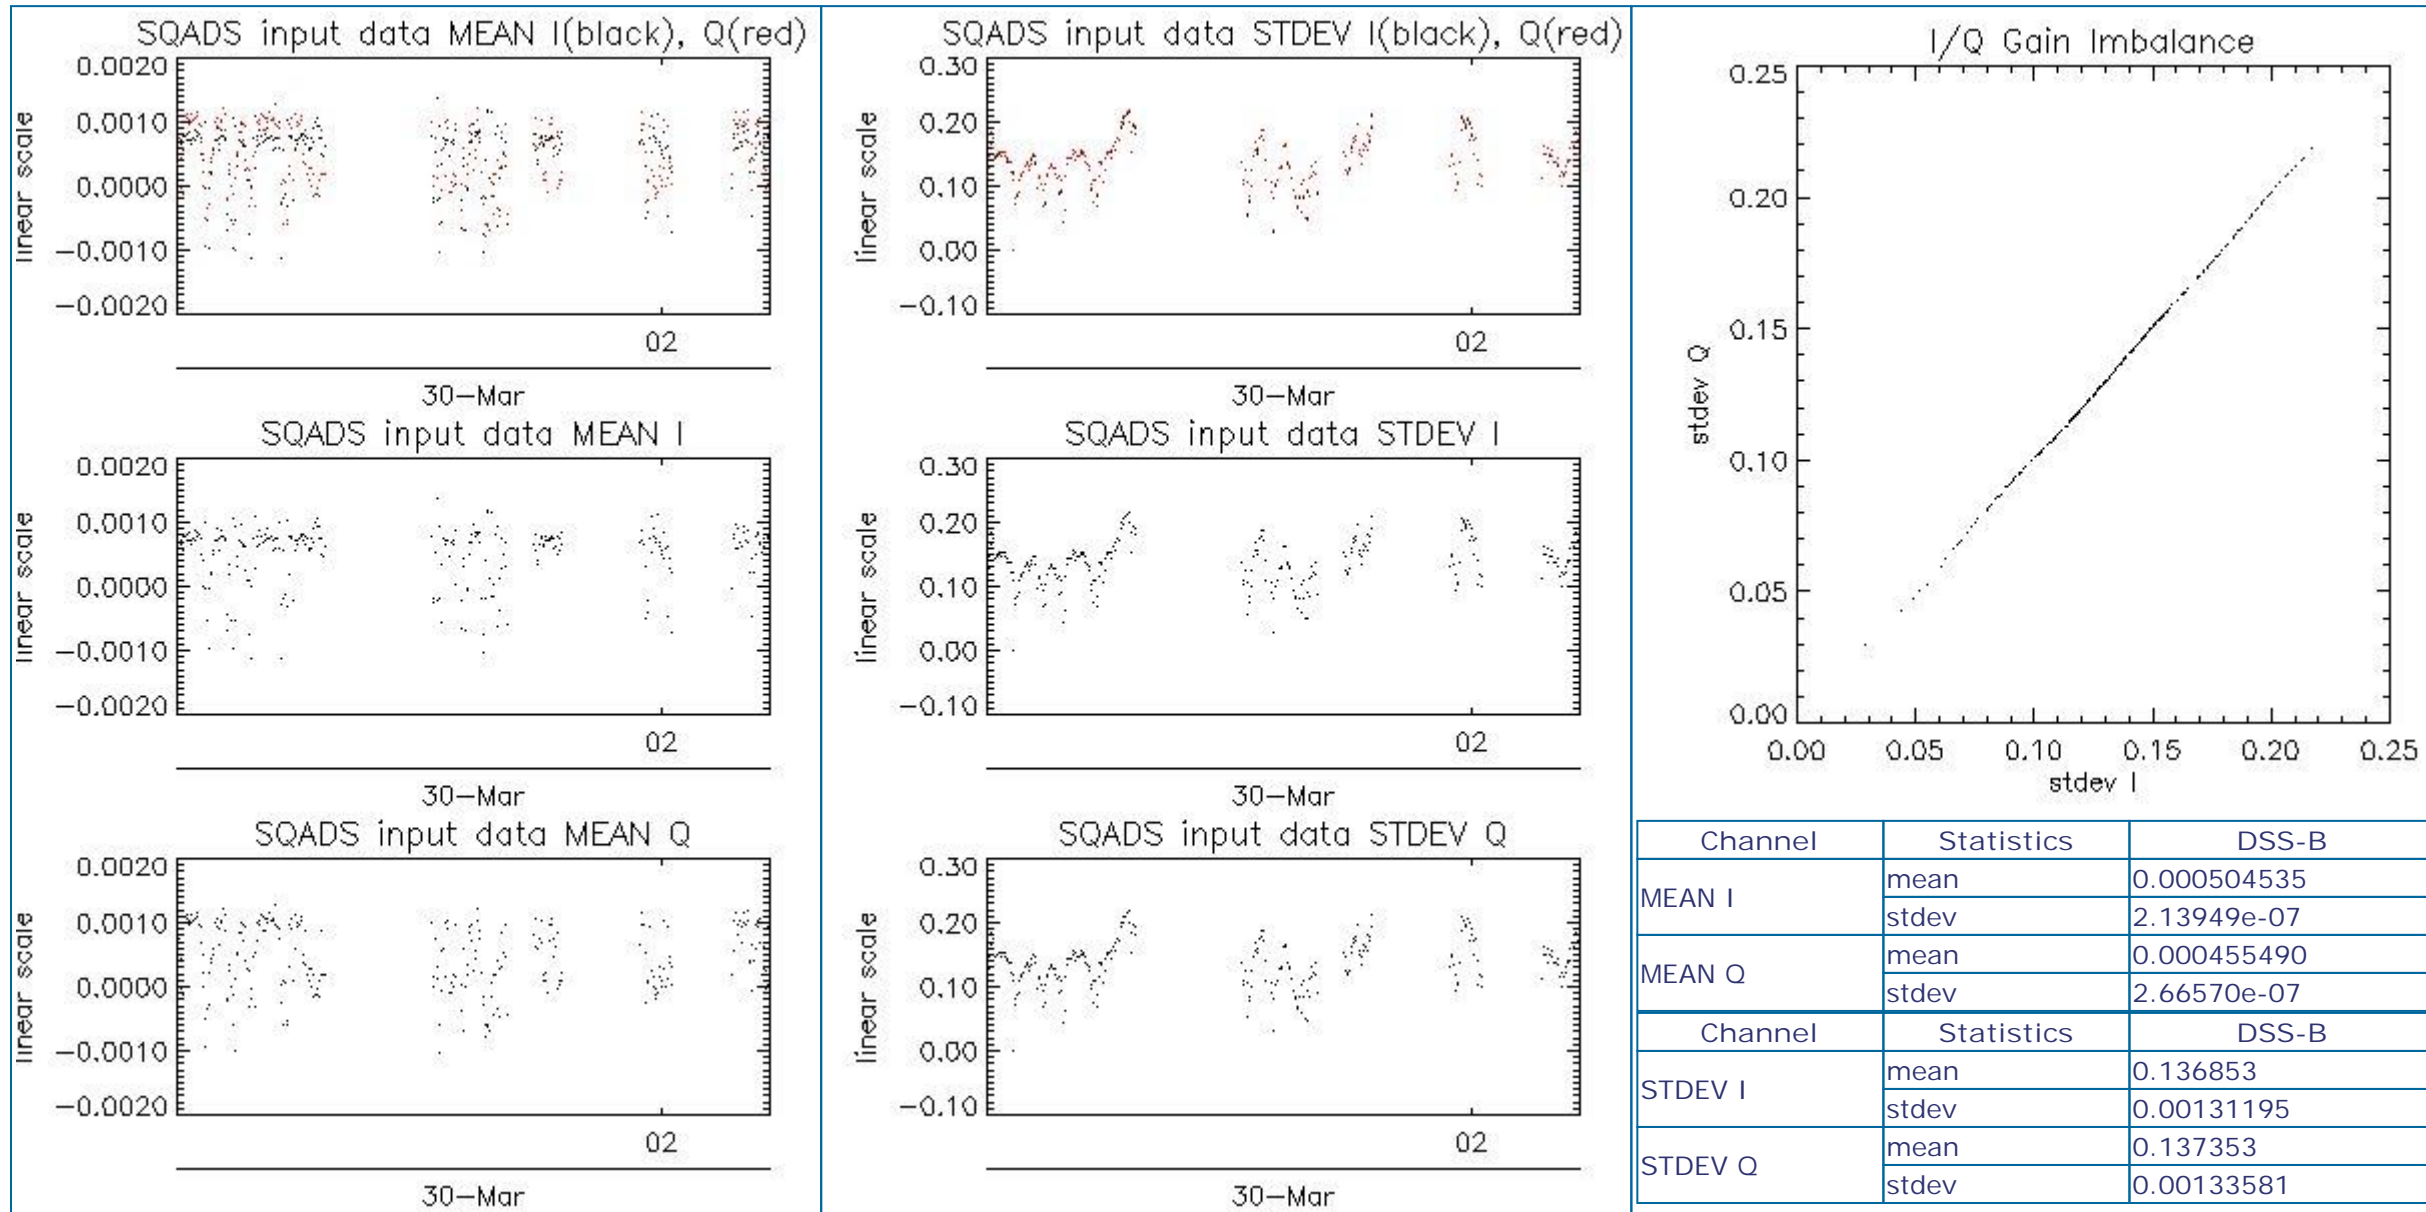 SQADS input data MEAN I(black), Q(red)
0.0020
0.0010
0.0000
−0.0010
−0.0020
linear scale
02
30−Mar
SQADS input data MEAN I
0.0020
0.0010
0.0000
−0.0010
−0.0020
linear scale
02
30−Mar
SQADS input data MEAN Q
0.0020
0.0010
0.0000
−0.0010
−0.0020
linear scale
02
30−Mar
SQADS input data STDEV I(black), Q(red)
0.30
0.20
0.10
0.00
−0.10
linear scale
02
30−Mar
SQADS input data STDEV I
0.30
0.20
0.10
0.00
−0.10
linear scale
02
30−Mar
SQADS input data STDEV Q
0.30
0.20
0.10
0.00
−0.10
linear scale
02
30−Mar
I/Q Gain Imbalance
0.25
0.20
0.15
0.10
0.05
0.00
stdev Q
0.00 0.05 0.10 0.15 0.20 0.25
stdev I
Channel Statistics DSS-B
MEAN I mean 0.000504535
stdev 2.13949e-07
MEAN Q mean 0.000455490
stdev 2.66570e-07
Channel Statistics DSS-B
STDEV I mean 0.136853
stdev 0.00131195
STDEV Q mean 0.137353
stdev 0.00133581